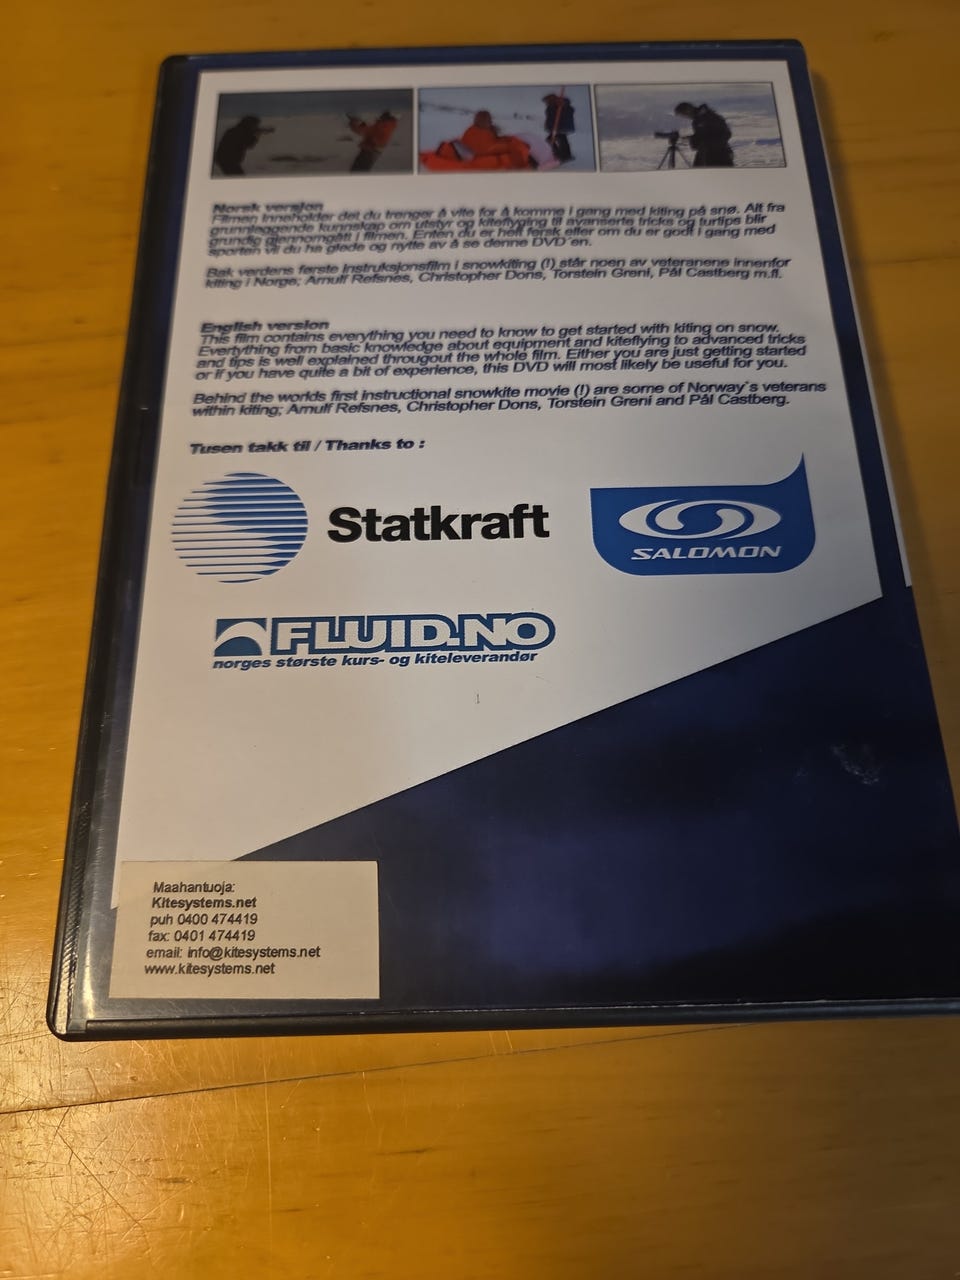 Norsk version
Filmen inneholder det du trenger å vite for å komme i gang med kiting på snø. Alt fra
grunnleggende kunnskap om utstyr og kiteflyging til avanserte tricks og turtips blir
grundig gjennomgått i filmen. Enten du er helt fersk eller om du er godt i gang med
sporten vil du ha glede og nytte av å se denne DVD´en.
Bak verdens første instruksjonsfilm i snowkiting (!) står noen av veteranene innenfor
kiting i Norge; Arnulf Refsnes, Christopher Dons, Torstein Greni, Pål Castberg m.fl.
English version
This film contains everything you need to know to get started with kiting on snow.
Evertything from basic knowledge about equipment and kiteflying to advanced tricks
and tips is well explained througout the whole film. Either you are just getting started
or if you have quite a bit of experience, this DVD will most likely be useful for you.
Behind the worlds first instructional snowkite movie (!) are some of Norway`s veterans
within kiting; Arnulf Refsnes, Christopher Dons, Torstein Greni and Pål Castberg.
Tusen takk til / Thanks to :
Statkraft
SALOMON
FLUID.NO
norges største kurs- og kiteleverandør
Maahantuoja:
Kitesystems.net
puh 0400 474419
fax: 0401 474419
email: info@kitesystems.net
www.kitesystems.net